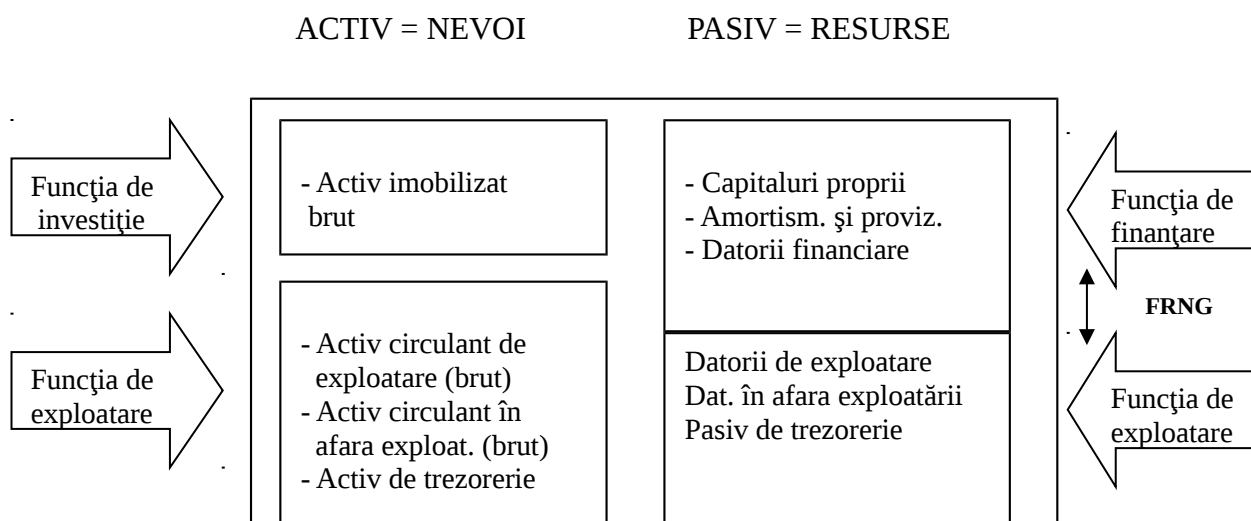 ACTIV = NEVOI
PASIV = RESURSE
Funcţia de
investiţie
- Activ imobilizat
brut
- Capitaluri proprii
- Amortism. şi proviz.
- Datorii financiare
Funcţia de
finanţare
FRNG
Funcţia de
exploatare
- Activ circulant de
exploatare (brut)
- Activ circulant în
afara exploat. (brut)
- Activ de trezorerie
Datorii de exploatare
Dat. în afara exploatării
Pasiv de trezorerie
Funcţia de
exploatare